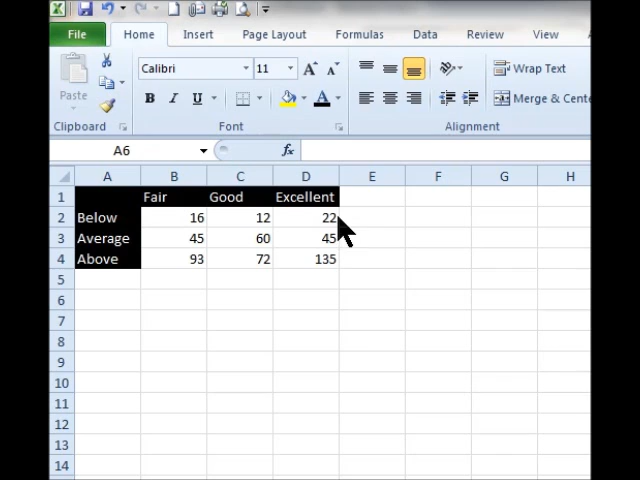 File Home Insert Page Layout Formulas Data Review View
Calibri 11 A A Wrap Text
Paste B I U A Merge & Cente
Clipboard Font Alignment
A6 fx
A B C D E F G H
1 Fair Good Excellent
2 Below 16 12 22
3 Average 45 60 45
4 Above 93 72 135
5
6
7
8
9
10
11
12
13
14